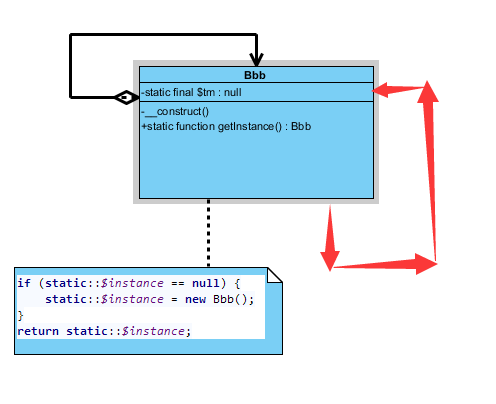 Bbb
-static final $tm : null
-__construct()
+static function getInstance() : Bbb
if (static::$instance == null) {
static::$instance = new Bbb();
}
return static::$instance;